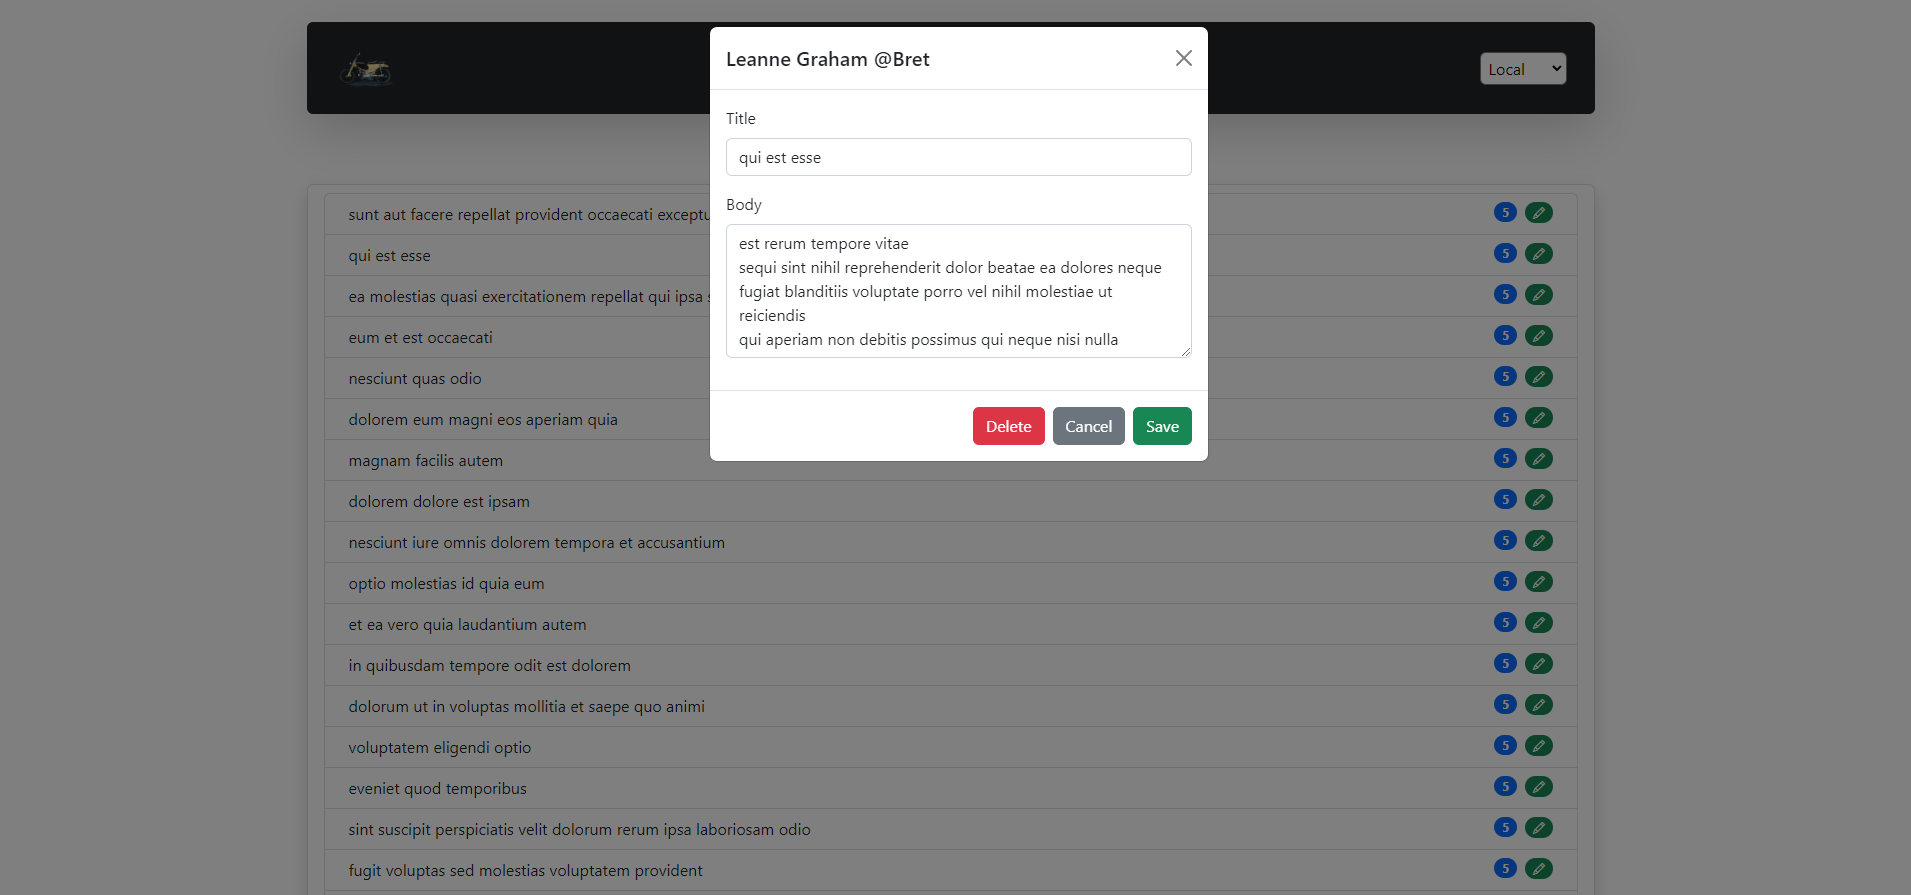 Leanne Graham @Bret
Local
Title
qui est esse
Body
est rerum tempore vitae
sequi sint nihil reprehenderit dolor beatae ea dolores neque
fugiat blanditiis voluptate porro vel nihil molestiae ut
reiciendis
qui aperiam non debitis possimus qui neque nisi nulla
Delete Cancel Save
sunt aut facere repellat provident occaecati 5
qui est esse 5
ea molestias quasi exercitationem repellat qui ipsa 5
eum et est occaecati 5
nesciunt quas odio 5
dolorem eum magni eos aperiam quia 5
magnam facilis autem 5
dolorem dolore est ipsam 5
nesciunt iure omnis dolorem tempora et accusantium 5
optio molestias id quia eum 5
et ea vero quia laudantium autem 5
in quibusdam tempore odit est dolorem 5
dolorum ut in voluptas mollitia et saepe quo animi 5
voluptatem eligendi optio 5
eveniet quod temporibus 5
sint suscipit perspiciatis velit dolorum rerum ipsa laboriosam odio 5
fugit voluptas sed molestias voluptatem provident 5